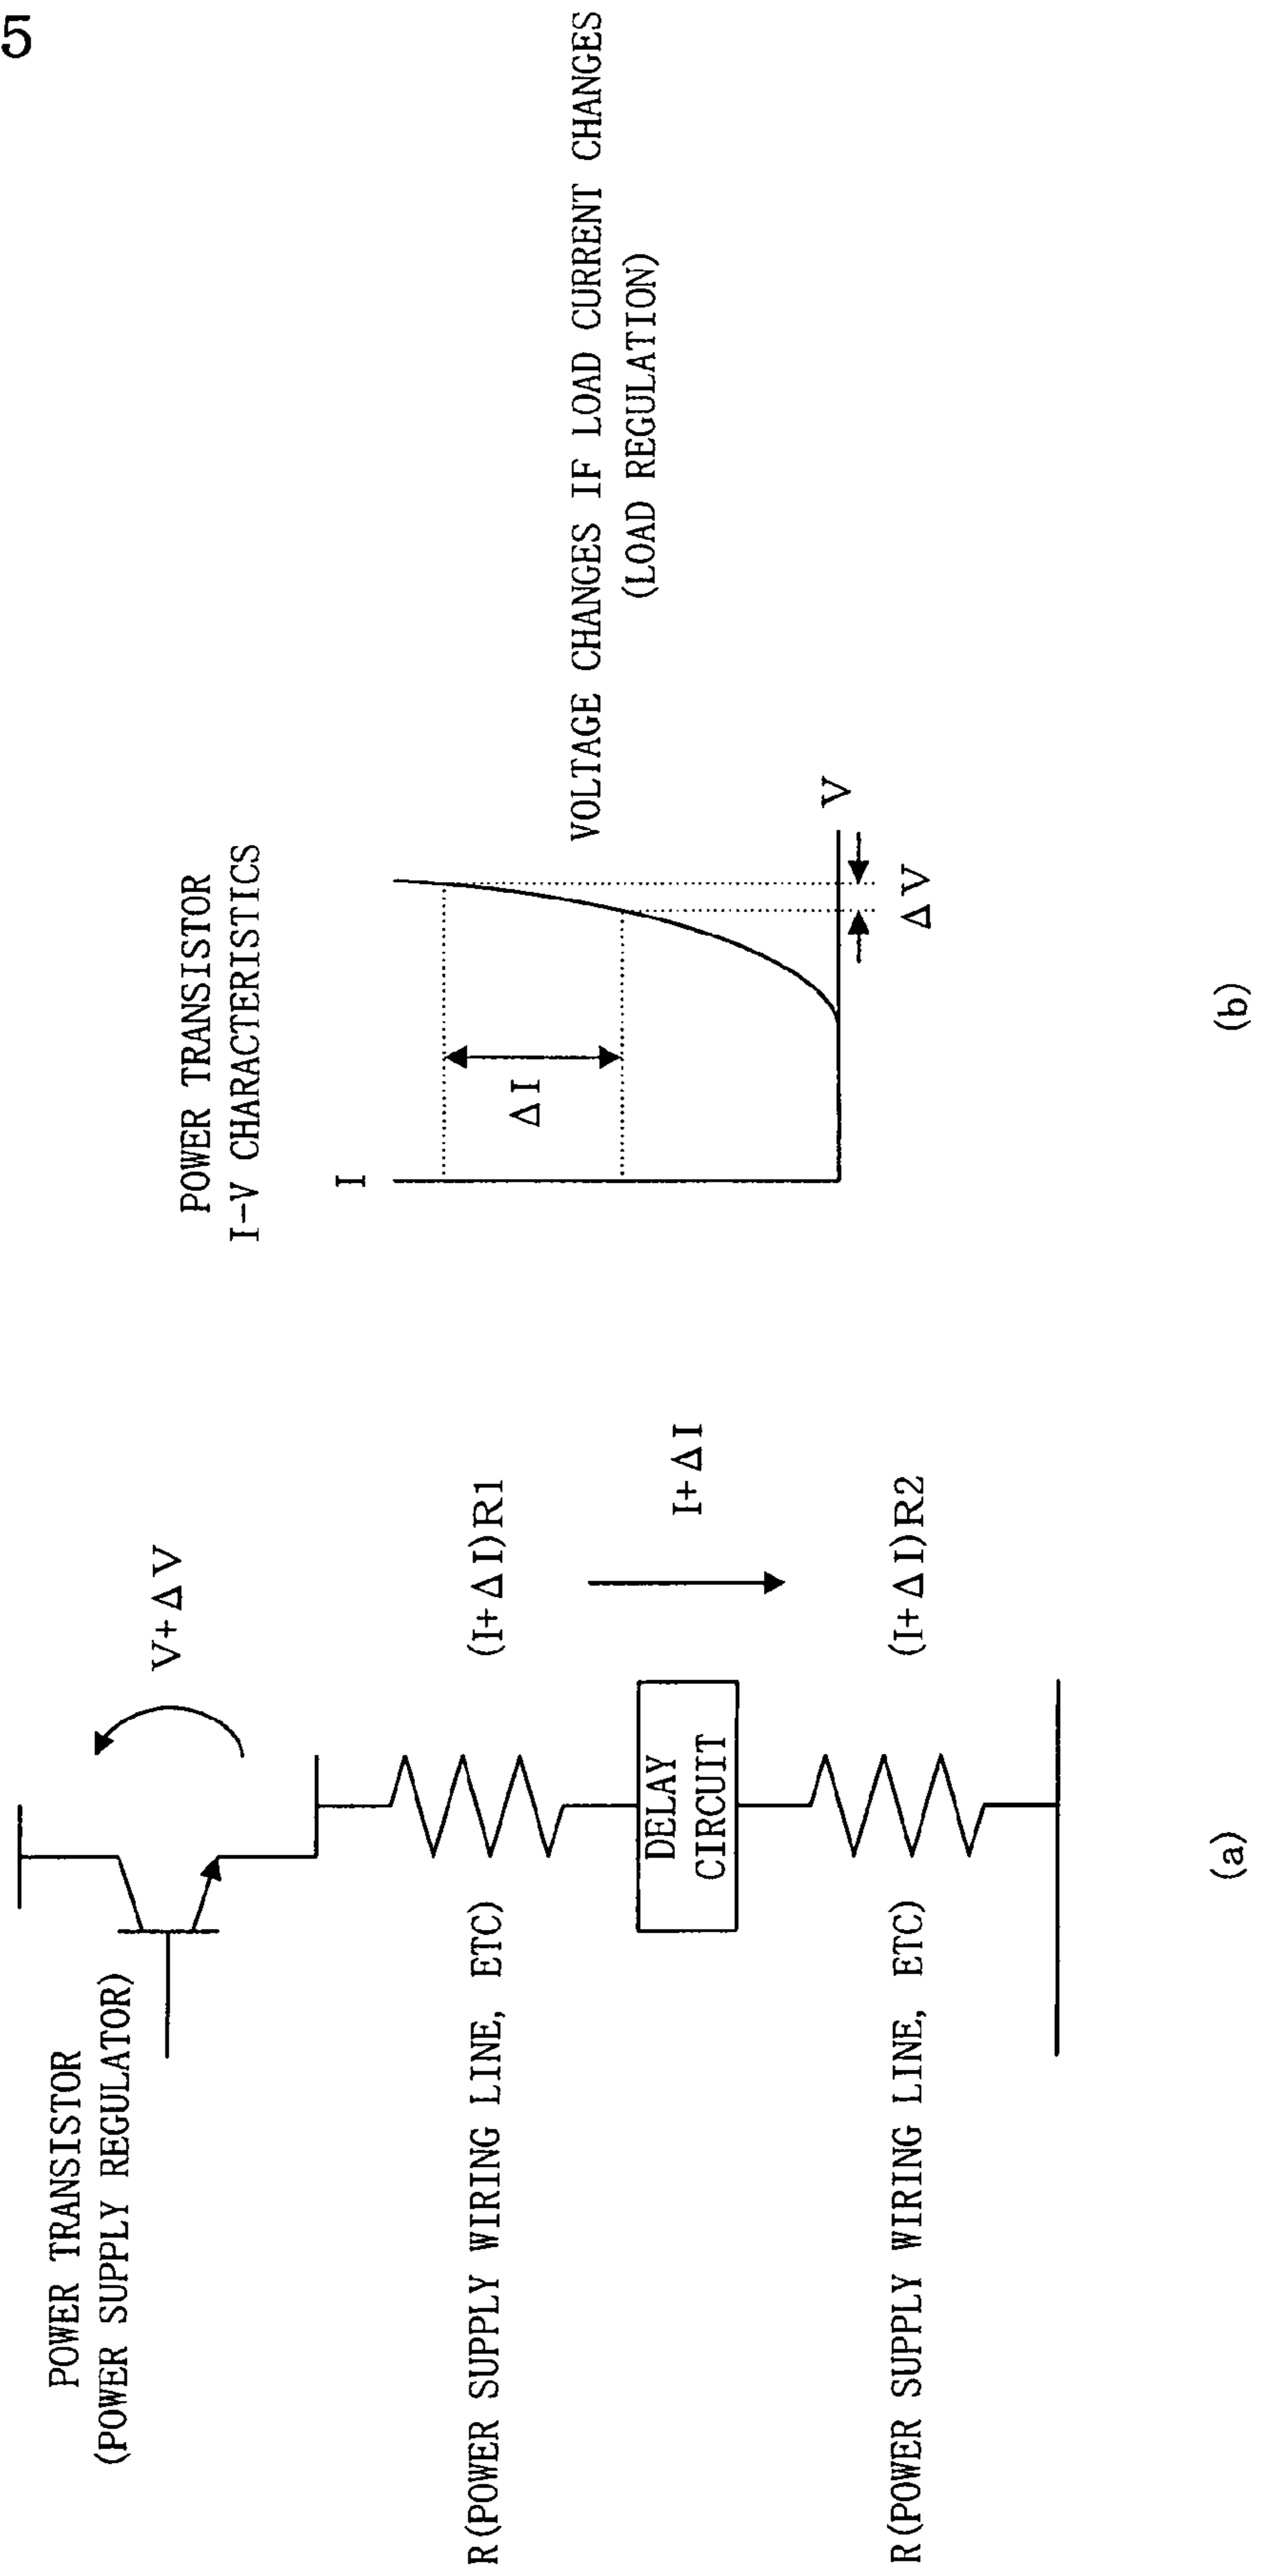 5
POWER TRANSISTOR
(POWER SUPPLY REGULATOR)
V+ΔV
R(POWER SUPPLY WIRING LINE, ETC)
(I+ΔI)R1
DELAY
CIRCUIT
I+ΔI
R(POWER SUPPLY WIRING LINE, ETC)
(I+ΔI)R2
(a)
POWER TRANSISTOR
I-V CHARACTERISTICS
I
ΔI
V
ΔV
VOLTAGE CHANGES IF LOAD CURRENT CHANGES
(LOAD REGULATION)
(b)